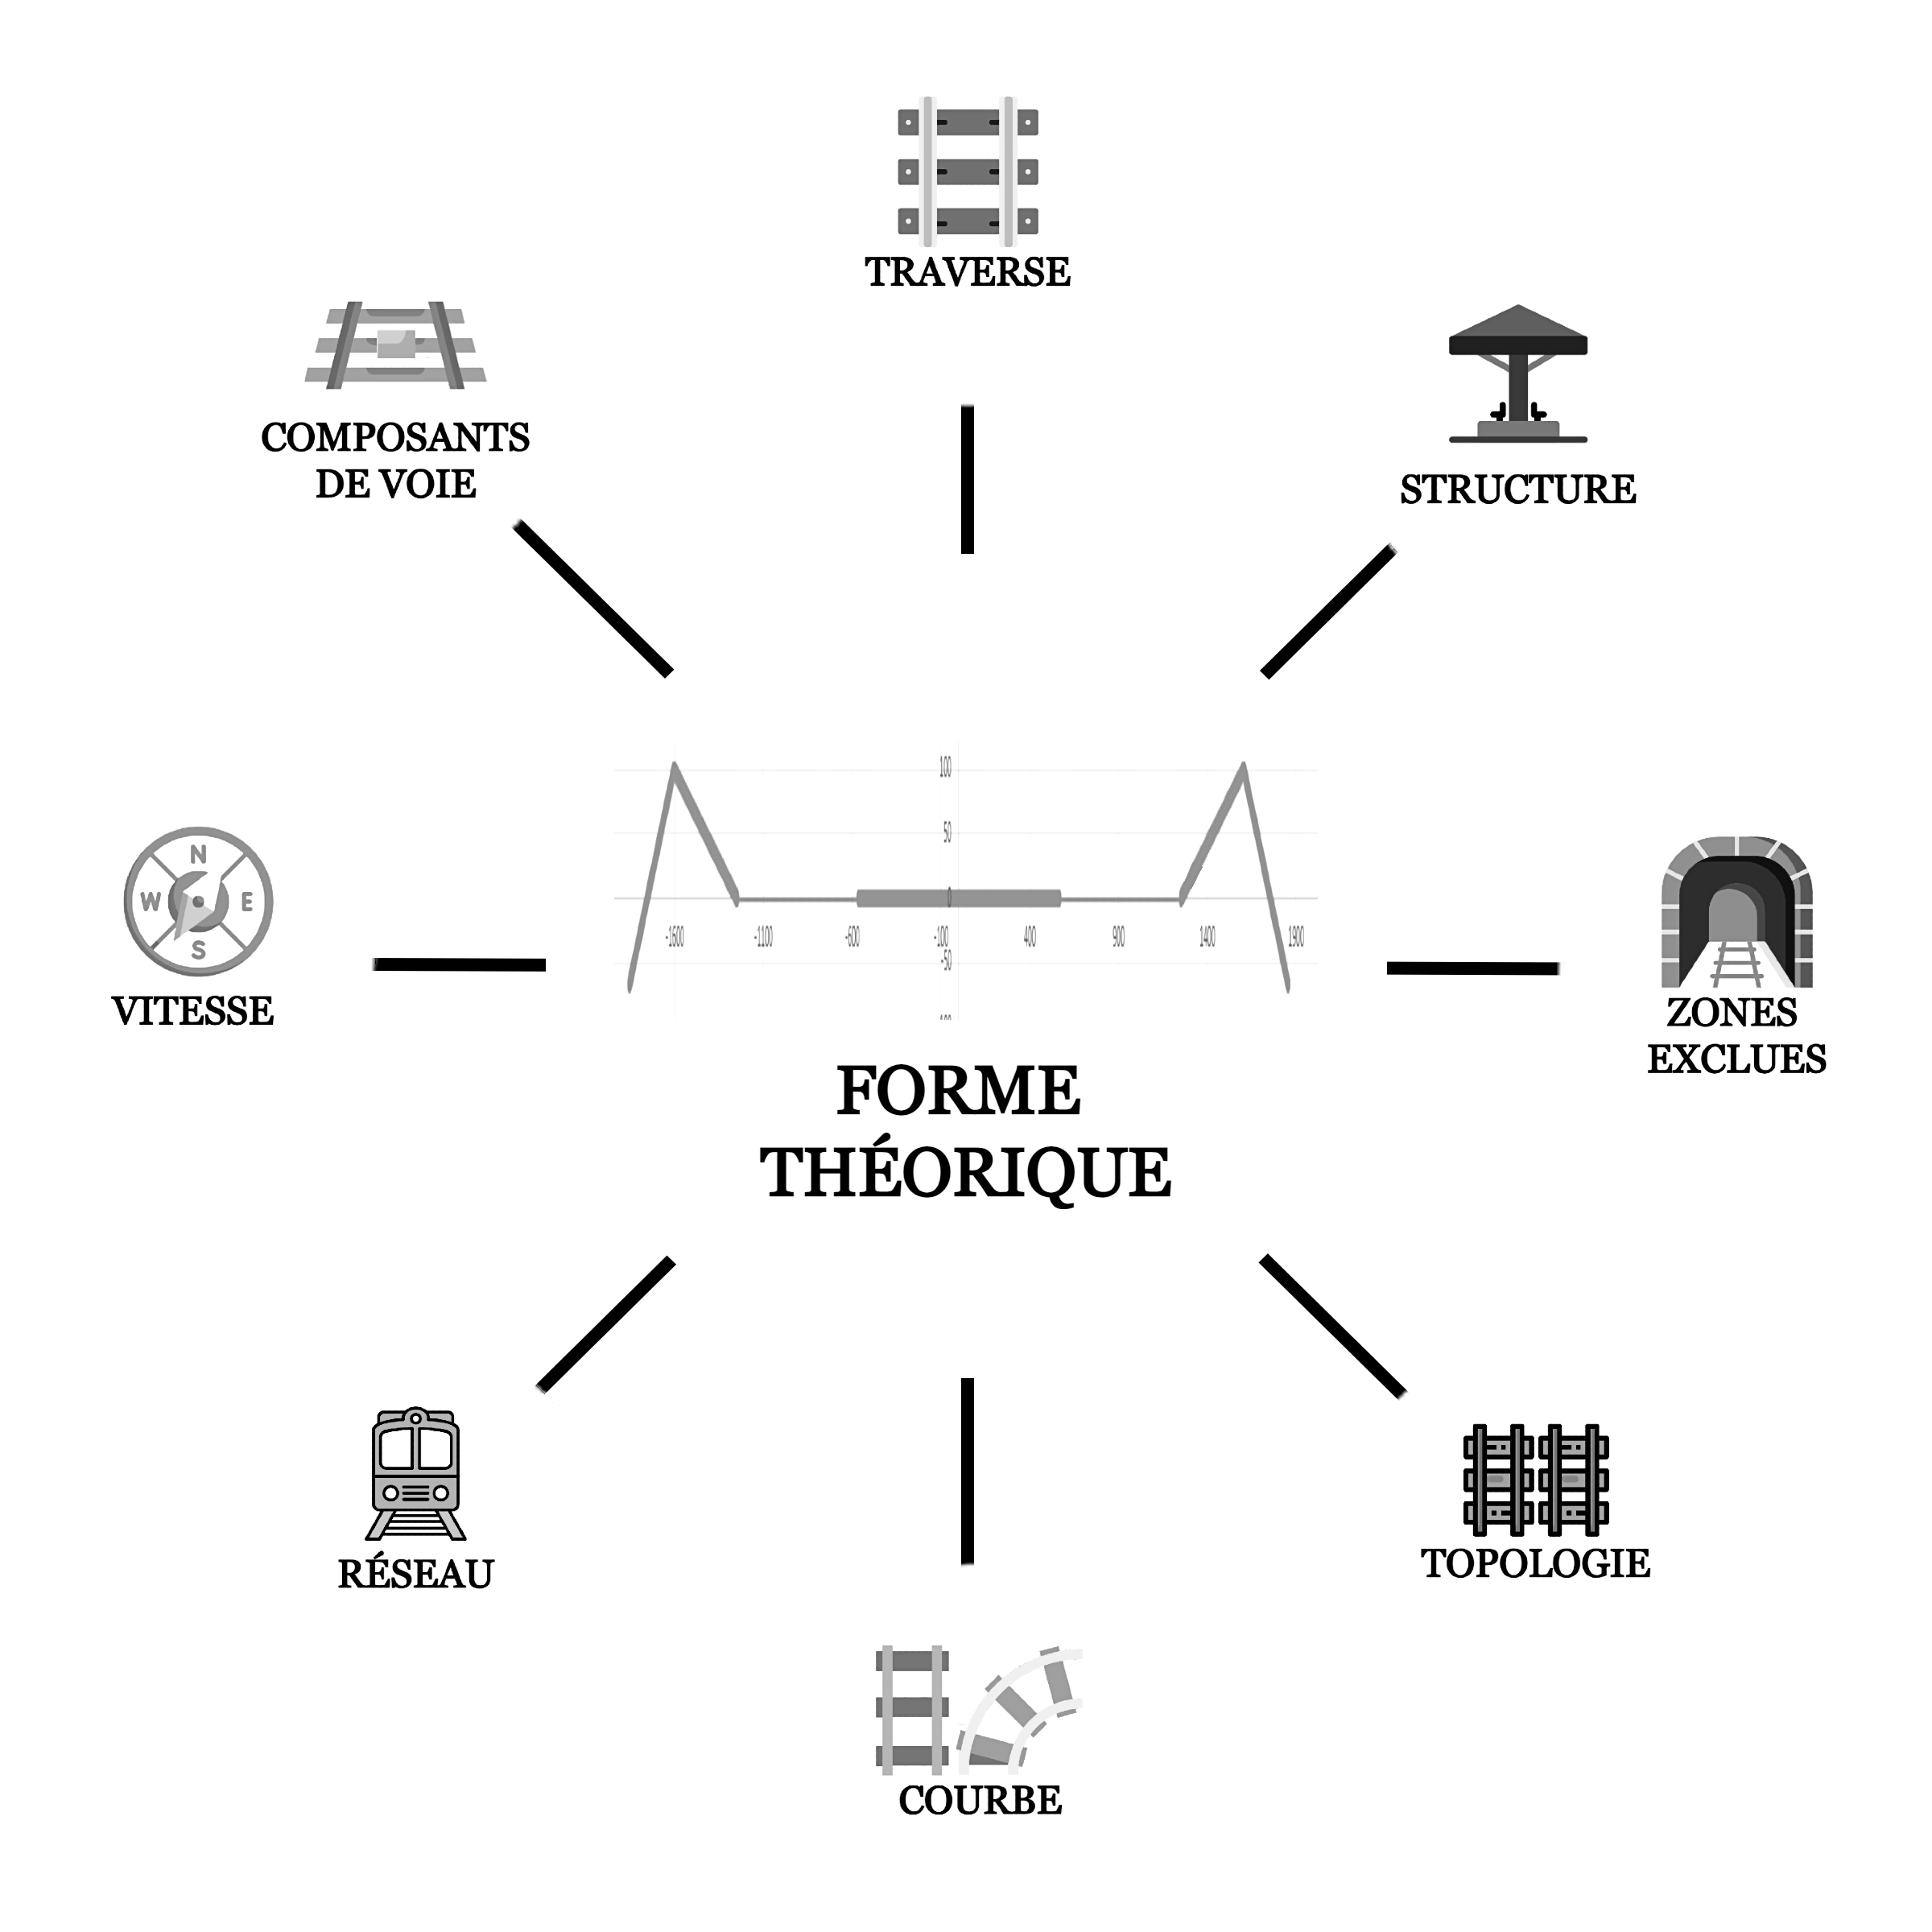 TRAVERSE
COMPOSANTS
DE VOIE
STRUCTURE
100
50
0
-1600 -1100 -600 -100 400 900 1400 1900
-50
N
W E
S
VITESSE
ZONES
EXCLUES
FORME
THÉORIQUE
RÉSEAU
TOPOLOGIE
COURBE